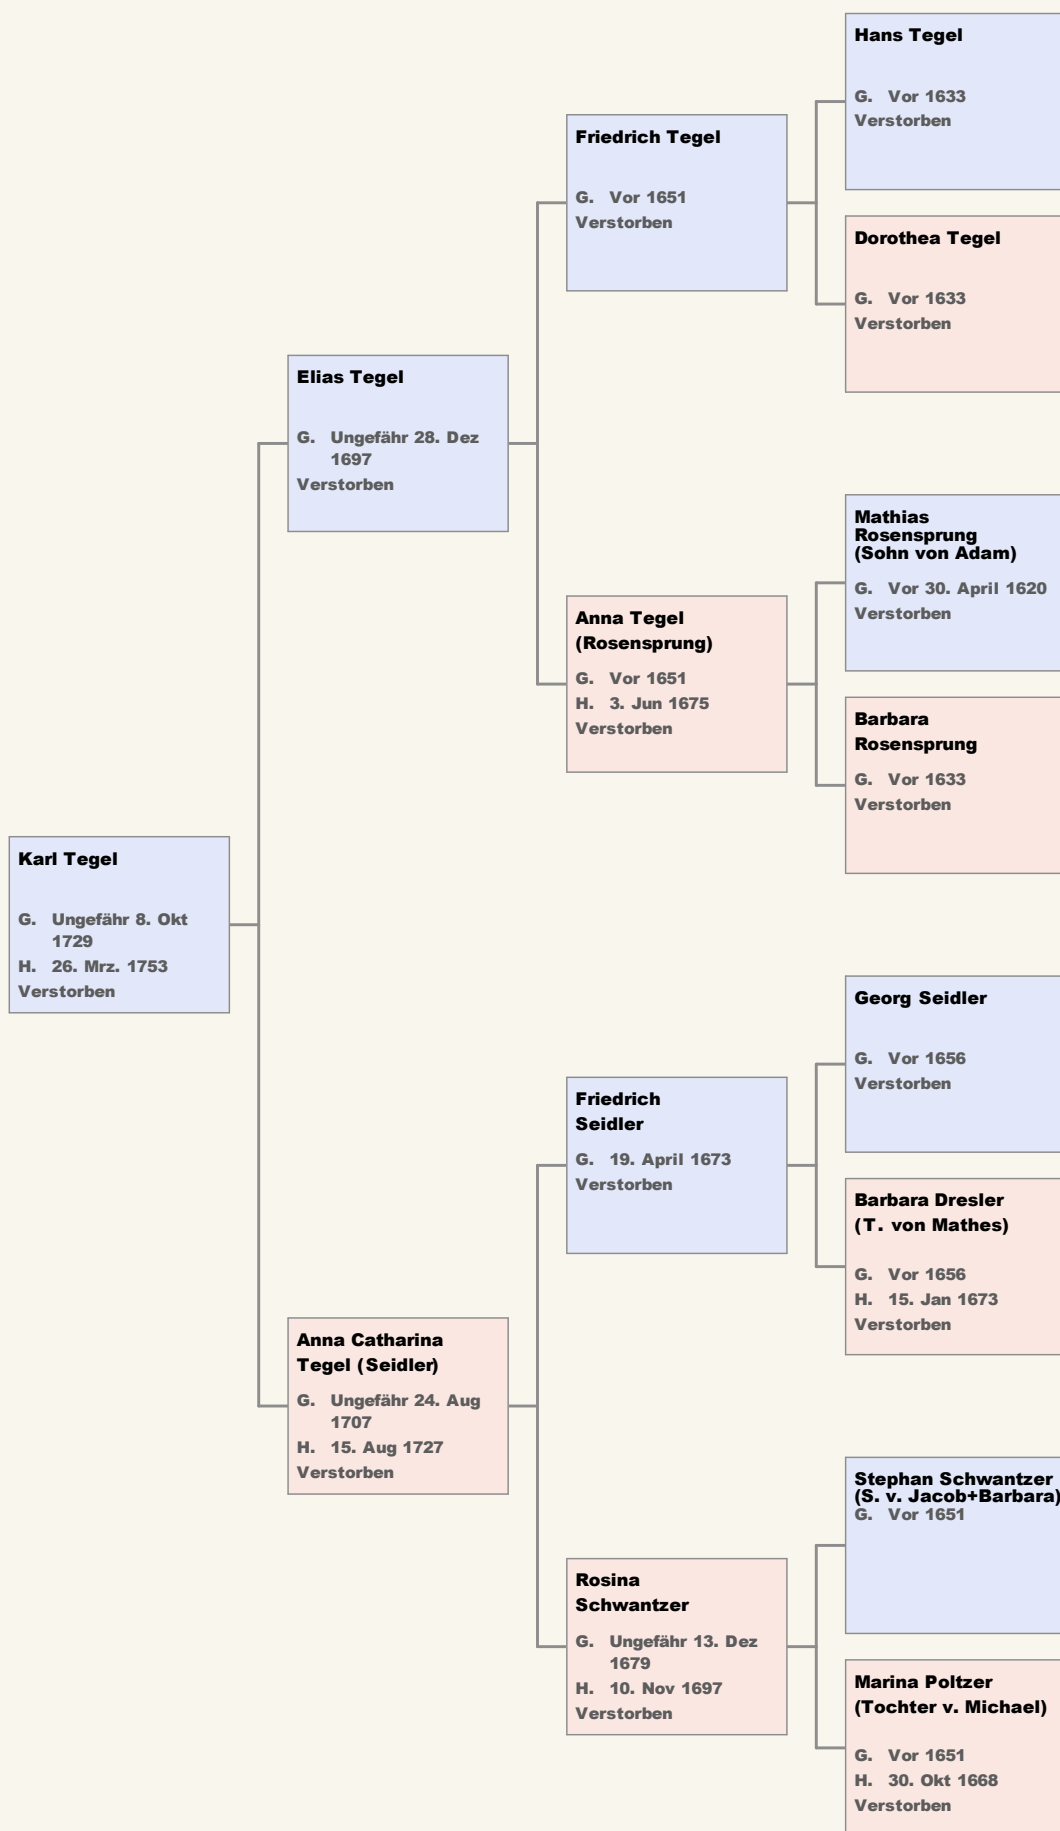 Hans Tegel
G. Vor 1633
Verstorben
Friedrich Tegel
G. Vor 1651
Verstorben
Dorothea Tegel
G. Vor 1633
Verstorben
Elias Tegel
G. Ungefähr 28. Dez
1697
Verstorben
Mathias
Rosensprung
(Sohn von Adam)
G. Vor 30. April 1620
Verstorben
Anna Tegel
(Rosensprung)
G. Vor 1651
H. 3. Jun 1675
Verstorben
Barbara
Rosensprung
G. Vor 1633
Verstorben
Karl Tegel
G. Ungefähr 8. Okt
1729
H. 26. Mrz. 1753
Verstorben
Georg Seidler
G. Vor 1656
Verstorben
Friedrich
Seidler
G. 19. April 1673
Verstorben
Barbara Dresler
(T. von Mathes)
G. Vor 1656
H. 15. Jan 1673
Verstorben
Anna Catharina
Tegel (Seidler)
G. Ungefähr 24. Aug
1707
H. 15. Aug 1727
Verstorben
Stephan Schwantzer
(S. v. Jacob+Barbara)
G. Vor 1651
Rosina
Schwantzer
G. Ungefähr 13. Dez
1679
H. 10. Nov 1697
Verstorben
Marina Poltzer
(Tochter v. Michael)
G. Vor 1651
H. 30. Okt 1668
Verstorben